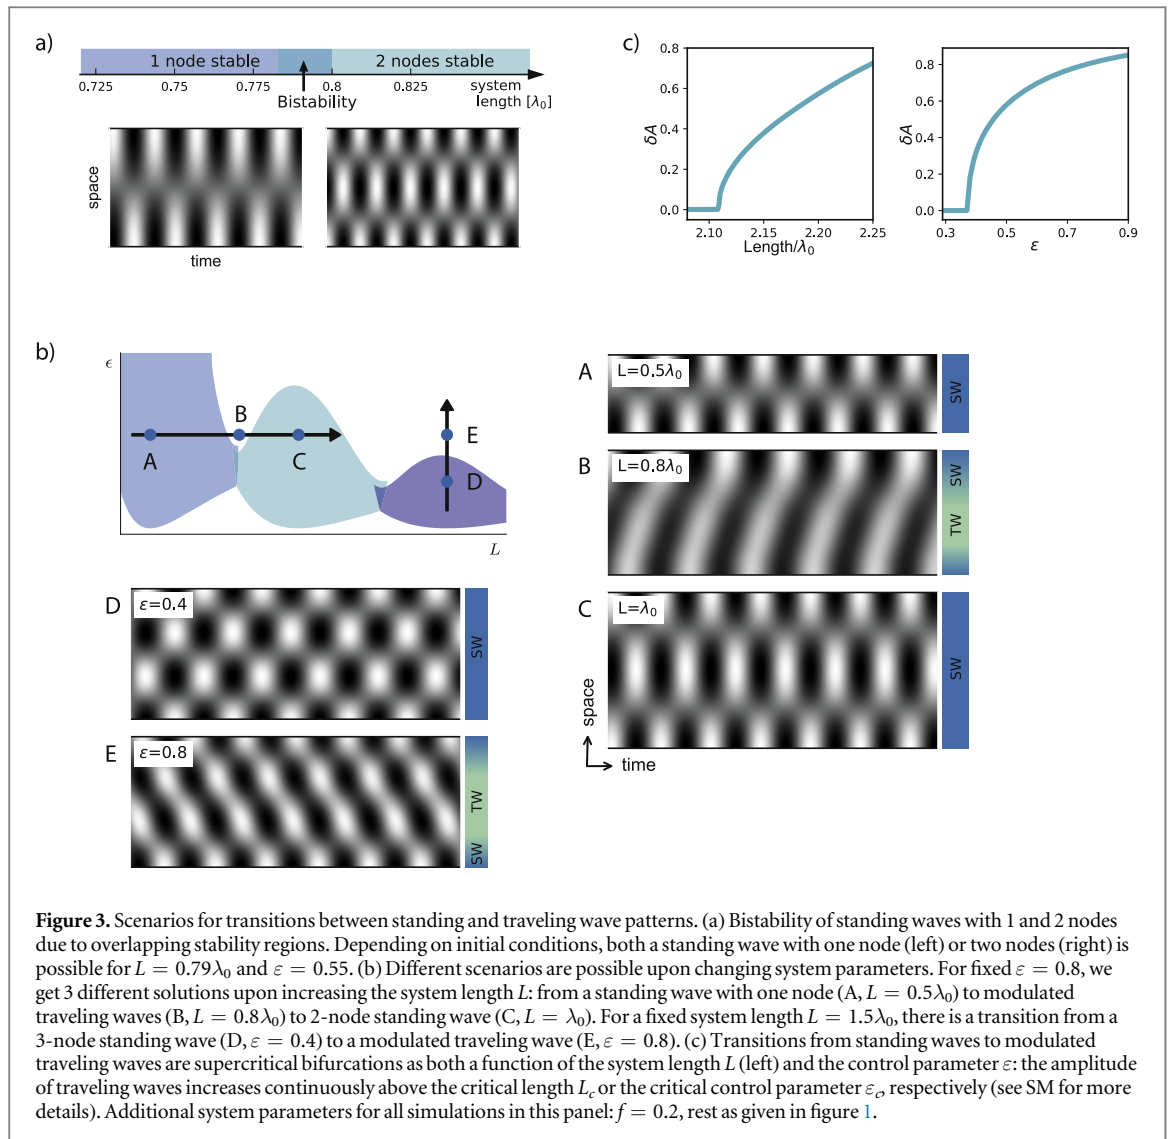 a)
1 node stable
2 nodes stable
0.725
0.75
0.775
0.8
0.825
system
length [λ₀]
Bistability
space
time
c)
δA
0.8
0.6
0.4
0.2
0.0
2.10
2.15
2.20
2.25
Length/λ₀
δA
0.8
0.6
0.4
0.2
0.0
0.3
0.5
0.7
0.9
ε
b)
ϵ
A
B
C
E
D
L
A
L=0.5λ₀
SW
B
L=0.8λ₀
SW
TW
C
L=λ₀
SW
space
time
D
ε=0.4
SW
E
ε=0.8
TW
SW
Figure 3. Scenarios for transitions between standing and traveling wave patterns. (a) Bistability of standing waves with 1 and 2 nodes
due to overlapping stability regions. Depending on initial conditions, both a standing wave with one node (left) or two nodes (right) is
possible for L = 0.79λ₀ and ε = 0.55. (b) Different scenarios are possible upon changing system parameters. For fixed ε = 0.8, we
get 3 different solutions upon increasing the system length L: from a standing wave with one node (A, L = 0.5λ₀) to modulated
traveling waves (B, L = 0.8λ₀) to 2-node standing wave (C, L = λ₀). For a fixed system length L = 1.5λ₀, there is a transition from a
3-node standing wave (D, ε = 0.4) to a modulated traveling wave (E, ε = 0.8). (c) Transitions from standing waves to modulated
traveling waves are supercritical bifurcations as both a function of the system length L (left) and the control parameter ε: the amplitude
of traveling waves increases continuously above the critical length L_c or the critical control parameter ε_c, respectively (see SM for more
details). Additional system parameters for all simulations in this panel: f = 0.2, rest as given in figure 1.